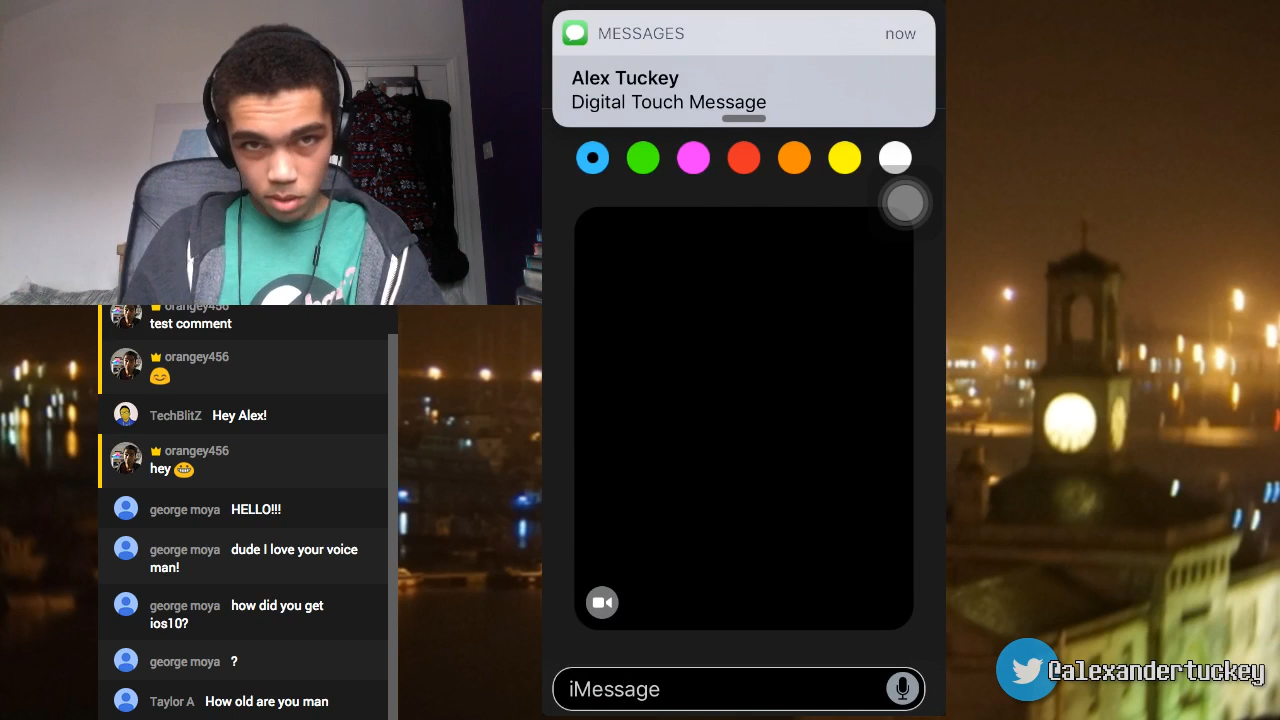 MESSAGES now
Alex Tuckey
Digital Touch Message
orangey456
test comment
orangey456
TechBlitZ Hey Alex!
orangey456
hey
george moya HELLO!!!
george moya dude I love your voice
man!
george moya how did you get
ios10?
george moya ?
Taylor A How old are you man
iMessage
@alexandertuckey